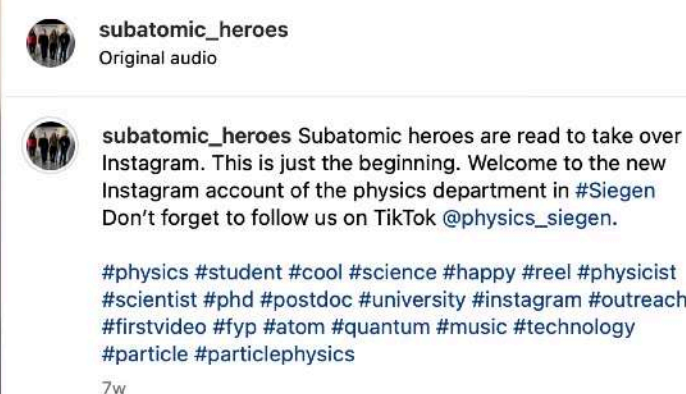 subatomic_heroes
Original audio
subatomic_heroes Subatomic heroes are read to take over
Instagram. This is just the beginning. Welcome to the new
Instagram account of the physics department in #Siegen
Don't forget to follow us on TikTok @physics_siegen.
#physics #student #cool #science #happy #reel #physicist
#scientist #phd #postdoc #university #instagram #outreach
#firstvideo #fyp #atom #quantum #music #technology
#particle #particlephysics
7w